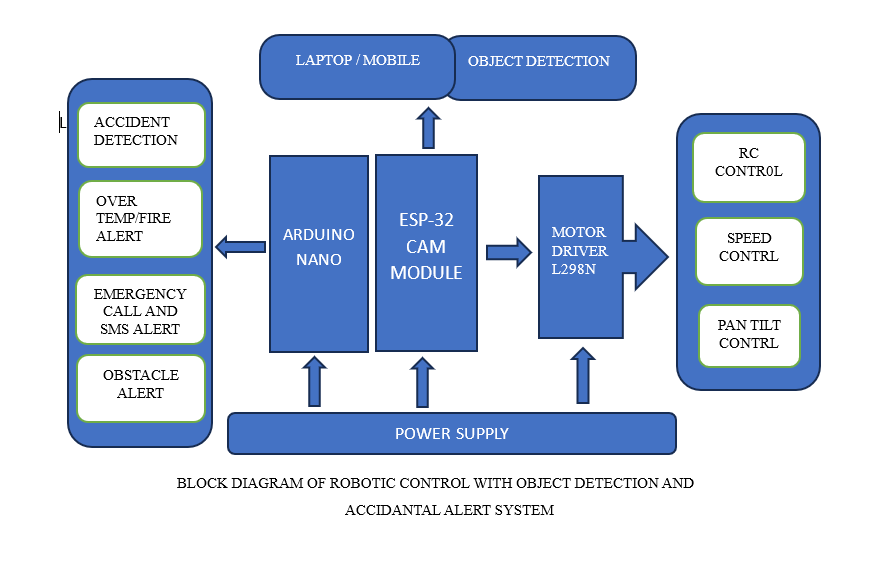 LAPTOP / MOBILE
OBJECT DETECTION
L
ACCIDENT
DETECTION
OVER
TEMP/FIRE
ALERT
EMERGENCY
CALL AND
SMS ALERT
OBSTACLE
ALERT
ARDUINO
NANO
ESP-32
CAM
MODULE
MOTOR
DRIVER
L298N
RC
CONTR0L
SPEED
CONTRL
PAN TILT
CONTRL
POWER SUPPLY
BLOCK DIAGRAM OF ROBOTIC CONTROL WITH OBJECT DETECTION AND
ACCIDANTAL ALERT SYSTEM